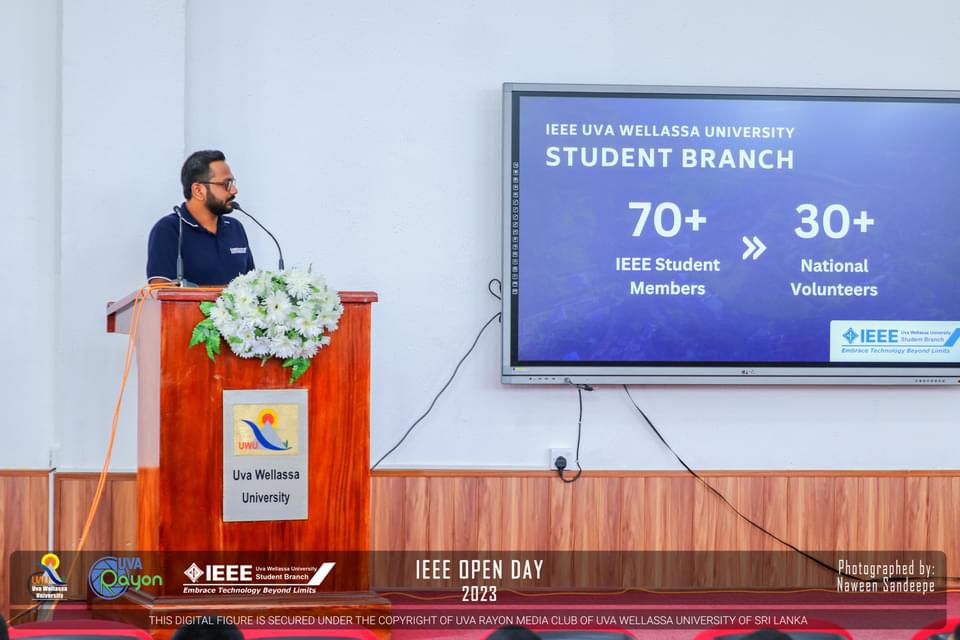 IEEE UVA WELLASSA UNIVERSITY
STUDENT BRANCH
70+
IEEE Student
Members
30+
National
Volunteers
IEEE
Uva Wellassa University
Student Branch
Embrace Technology Beyond Limits
UWU
Uva Wellassa
University
Uva Wellassa
University
UVA
Rayon
IEEE
Uva Wellassa University
Student Branch
Embrace Technology Beyond Limits
IEEE OPEN DAY
2023
Photographed by:
Naween Sandeepe
THIS DIGITAL FIGURE IS SECURED UNDER THE COPYRIGHT OF UVA RAYON MEDIA CLUB OF UVA WELLASSA UNIVERSITY OF SRI LANKA